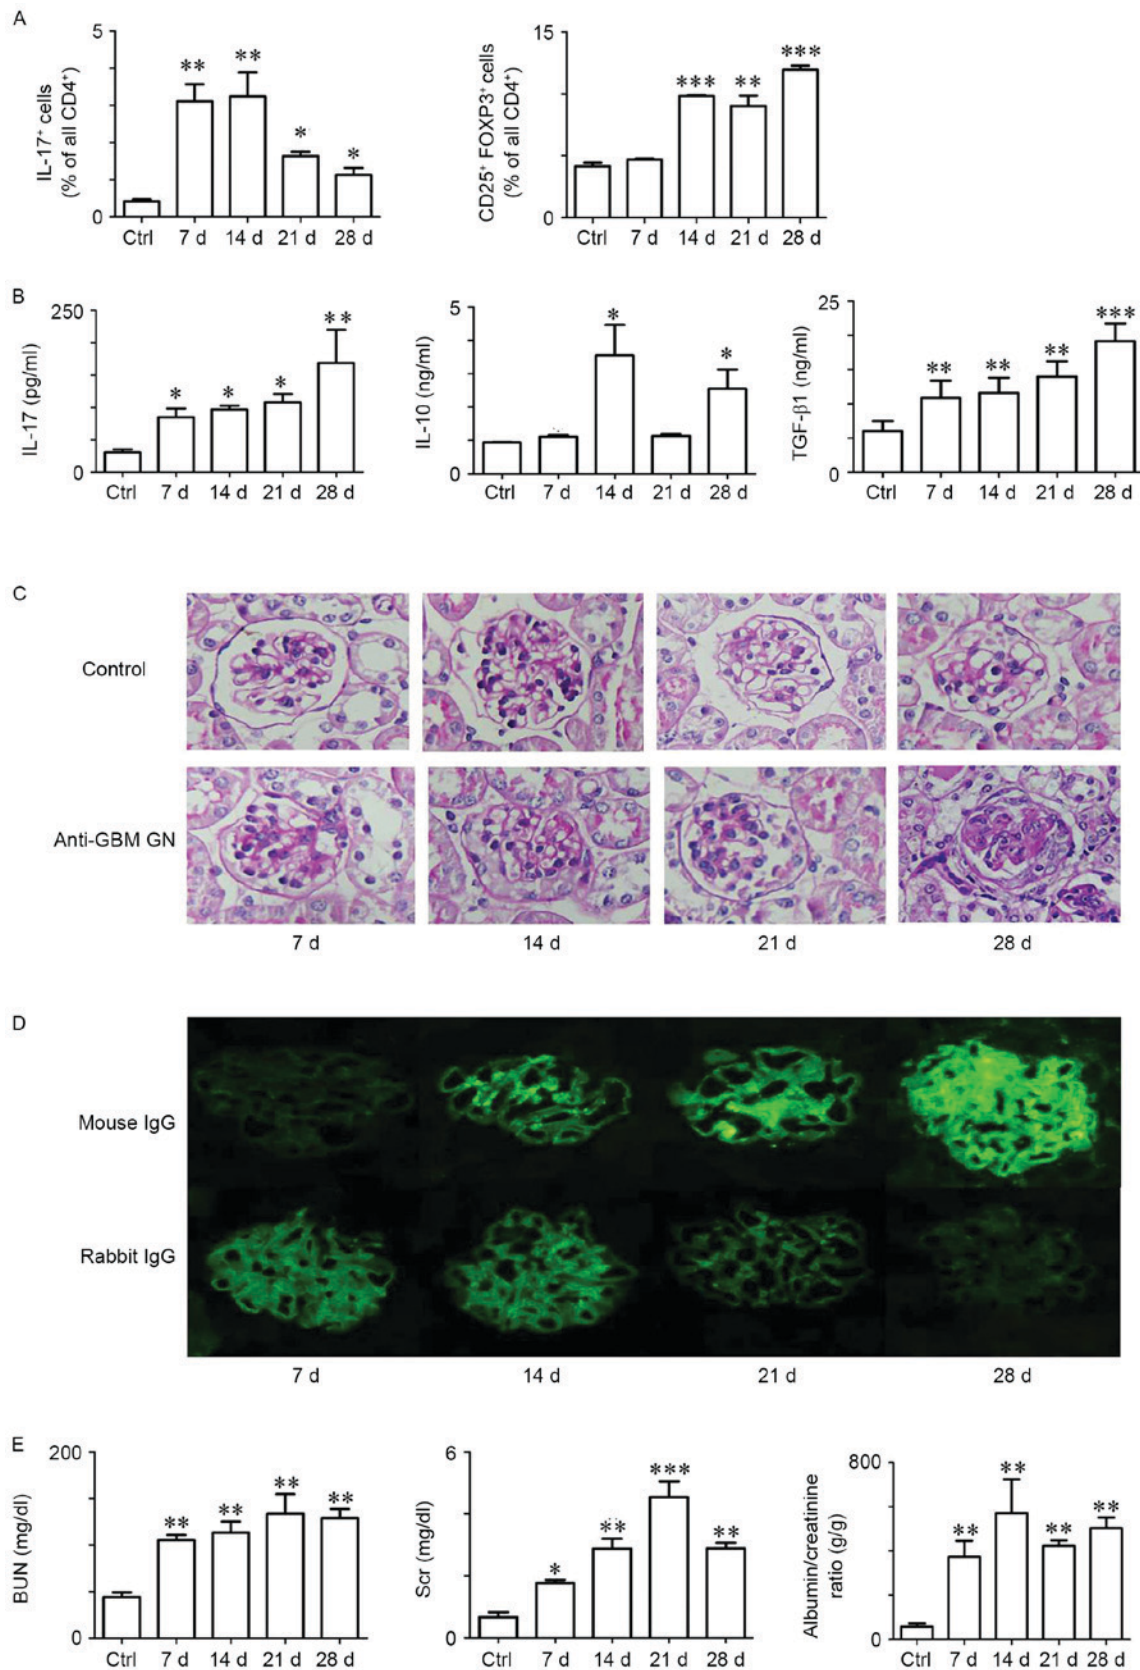 A
5
0
IL-17⁺ cells
(% of all CD4⁺)
** ** * *
Ctrl 7 d 14 d 21 d 28 d
15
0
CD25⁺ FOXP3⁺ cells
(% of all CD4⁺)
*** ** ***
Ctrl 7 d 14 d 21 d 28 d
B
250
0
IL-17 (pg/ml)
* * * **
Ctrl 7 d 14 d 21 d 28 d
5
0
IL-10 (ng/ml)
* *
Ctrl 7 d 14 d 21 d 28 d
25
0
TGF-β1 (ng/ml)
** ** ** ***
Ctrl 7 d 14 d 21 d 28 d
C
Control
Anti-GBM GN
7 d 14 d 21 d 28 d
D
Mouse IgG
Rabbit IgG
7 d 14 d 21 d 28 d
E
200
0
BUN (mg/dl)
** ** ** **
Ctrl 7 d 14 d 21 d 28 d
6
0
Scr (mg/dl)
* ** *** **
Ctrl 7 d 14 d 21 d 28 d
800
0
Albumin/creatinine
ratio (g/g)
** ** ** **
Ctrl 7 d 14 d 21 d 28 d